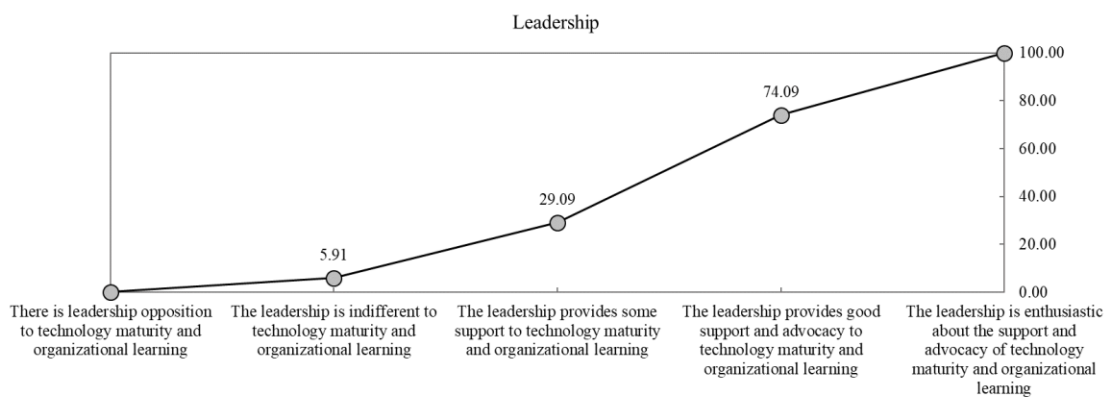 Leadership
100.00
80.00
60.00
40.00
20.00
0.00
74.09
29.09
5.91
There is leadership opposition
to technology maturity and
organizational learning
The leadership is indifferent to
technology maturity and
organizational learning
The leadership provides some
support to technology maturity
and organizational learning
The leadership provides good
support and advocacy to
technology maturity and
organizational learning
The leadership is enthusiastic
about the support and
advocacy of technology
maturity and organizational
learning